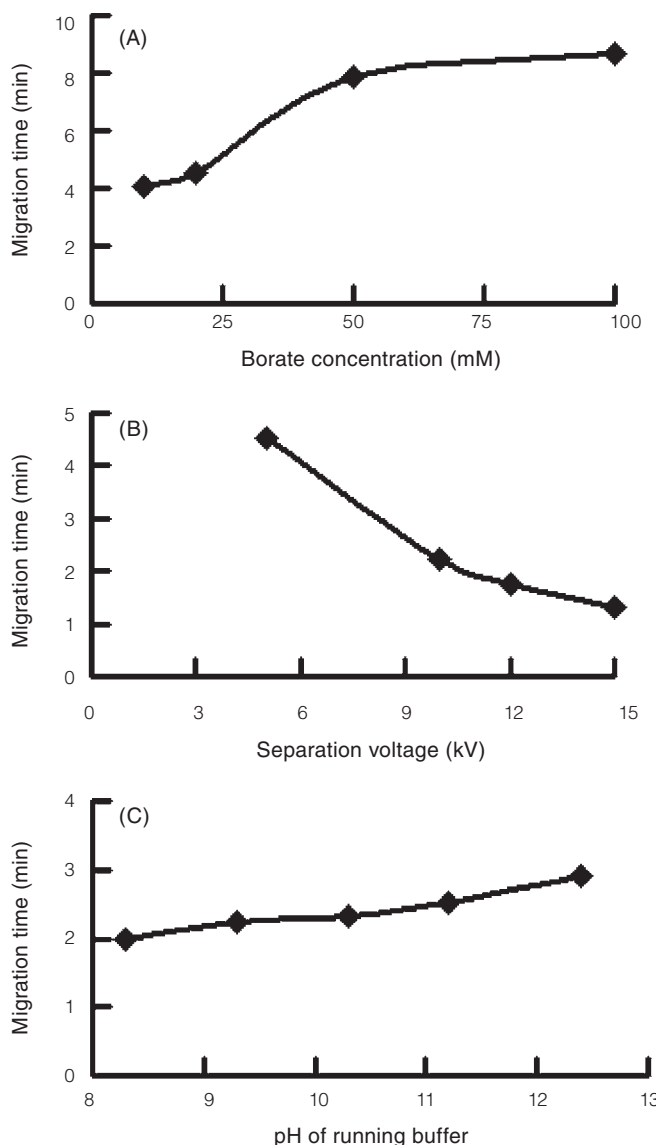 (A)
Migration time (min)
10
8
6
4
2
0
0 25 50 75 100
Borate concentration (mM)
(B)
Migration time (min)
5
4
3
2
1
0
0 3 6 9 12 15
Separation voltage (kV)
(C)
Migration time (min)
4
3
2
1
0
8 9 10 11 12 13
pH of running buffer